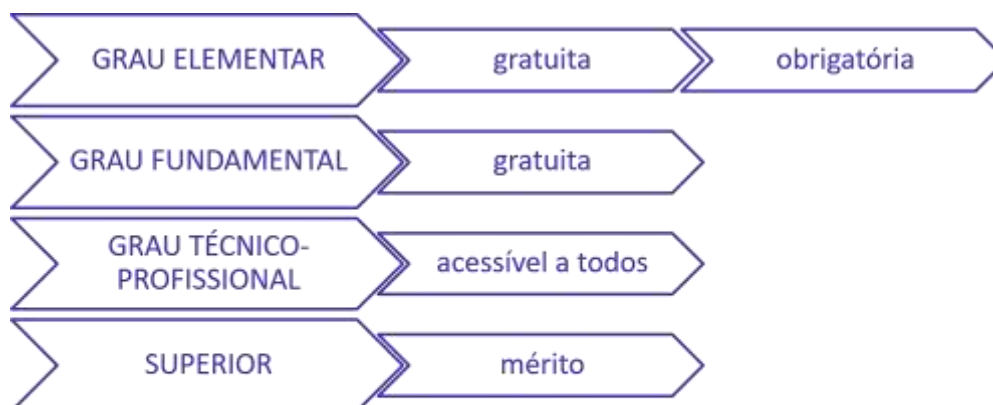 GRAU ELEMENTAR
gratuita
obrigatória
GRAU FUNDAMENTAL
gratuita
GRAU TÉCNICO-
PROFISSIONAL
acessível a todos
SUPERIOR
mérito